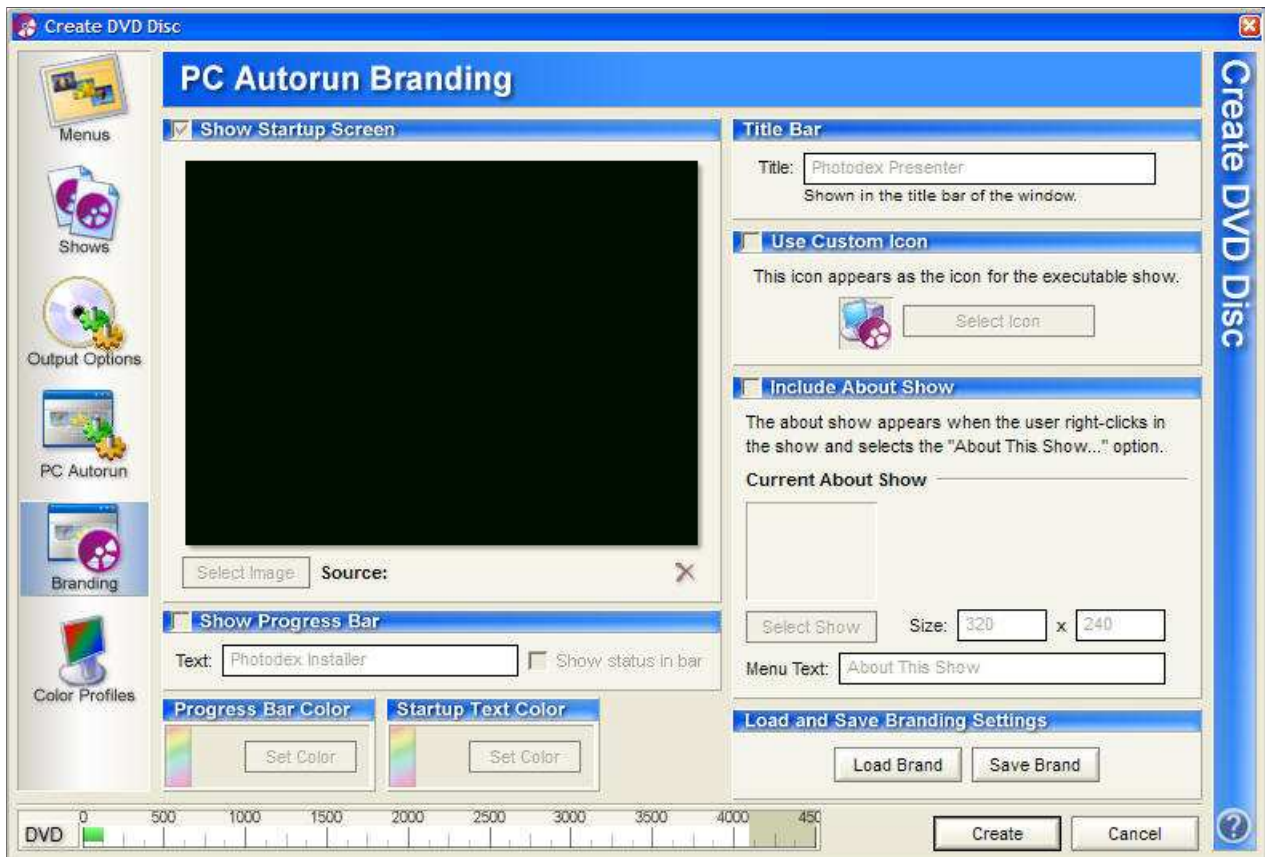 Create DVD Disc
Menus
Shows
Output Options
PC Autorun
Branding
Color Profiles
PC Autorun Branding
Show Startup Screen
Select Image Source:
Show Progress Bar
Text: Photodex Installer Show status in bar
Progress Bar Color
Set Color
Startup Text Color
Set Color
Title Bar
Title: Photodex Presenter
Shown in the title bar of the window.
Use Custom Icon
This icon appears as the icon for the executable show.
Select Icon
Include About Show
The about show appears when the user right-clicks in
the show and selects the "About This Show..." option.
Current About Show
Select Show Size: 320 x 240
Menu Text: About This Show
Load and Save Branding Settings
Load Brand Save Brand
Create DVD Disc
DVD 0 500 1000 1500 2000 2500 3000 3500 4000 450
Create Cancel ?